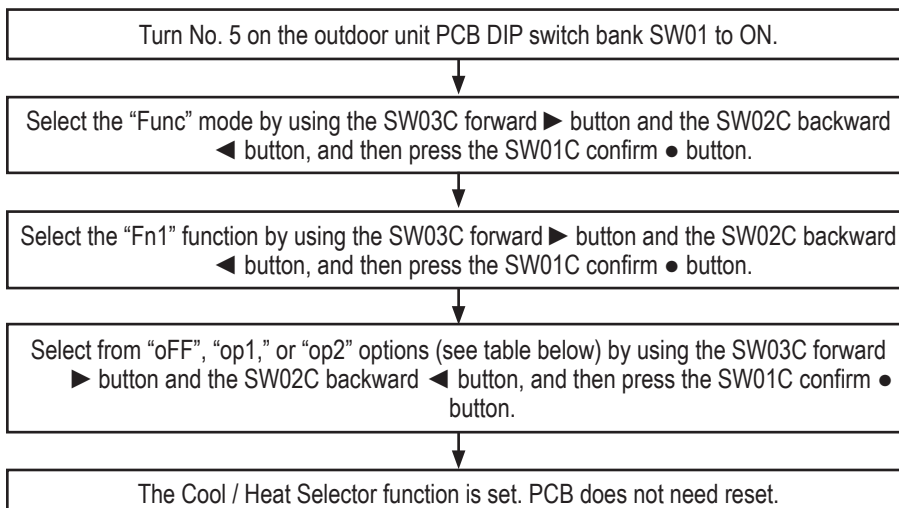 Turn No. 5 on the outdoor unit PCB DIP switch bank SW01 to ON.
Select the “Func” mode by using the SW03C forward ► button and the SW02C backward
◄ button, and then press the SW01C confirm ● button.
Select the “Fn1” function by using the SW03C forward ► button and the SW02C backward
◄ button, and then press the SW01C confirm ● button.
Select from “oFF”, “op1,” or “op2” options (see table below) by using the SW03C forward
► button and the SW02C backward ◄ button, and then press the SW01C confirm ●
button.
The Cool / Heat Selector function is set. PCB does not need reset.